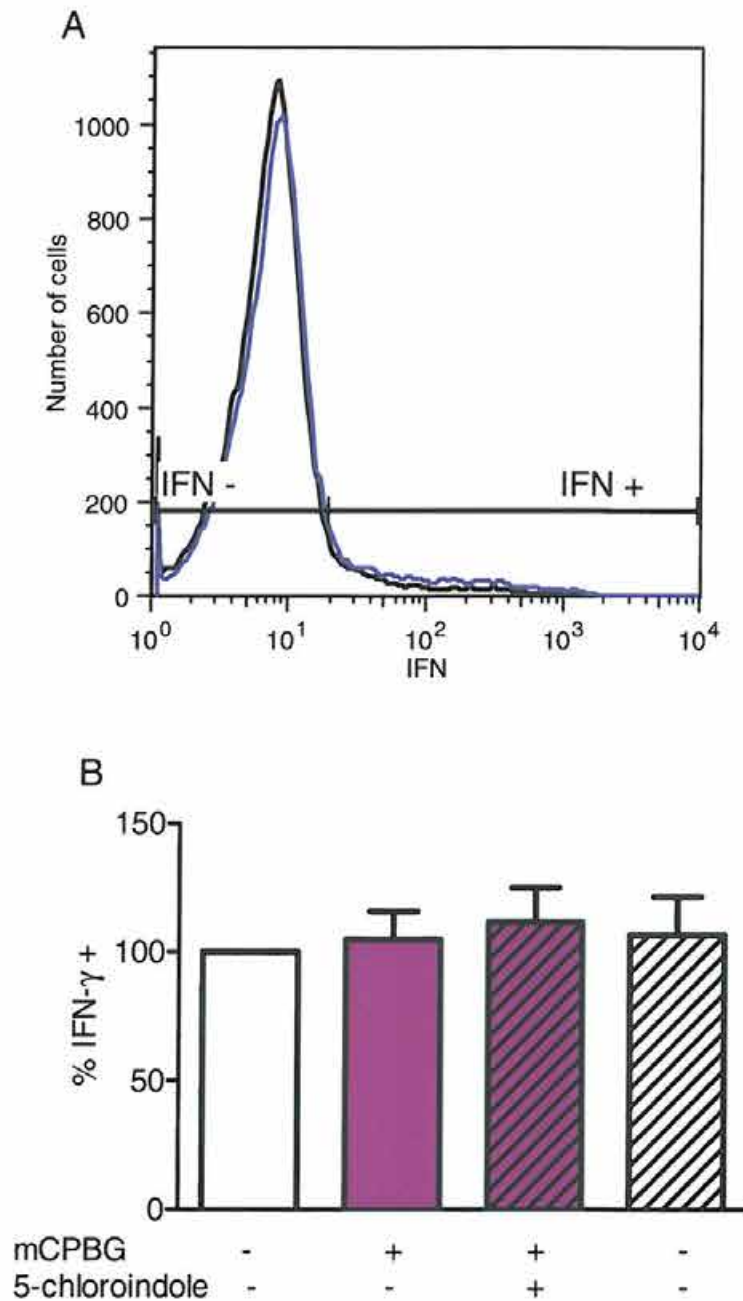 A
Number of cells
1000
800
600
400
200
0
IFN -
IFN +
10^0 10^1 10^2 10^3 10^4
IFN
B
% IFN-γ +
150
100
50
0
mCPBG - + + -
5-chloroindole - - + -